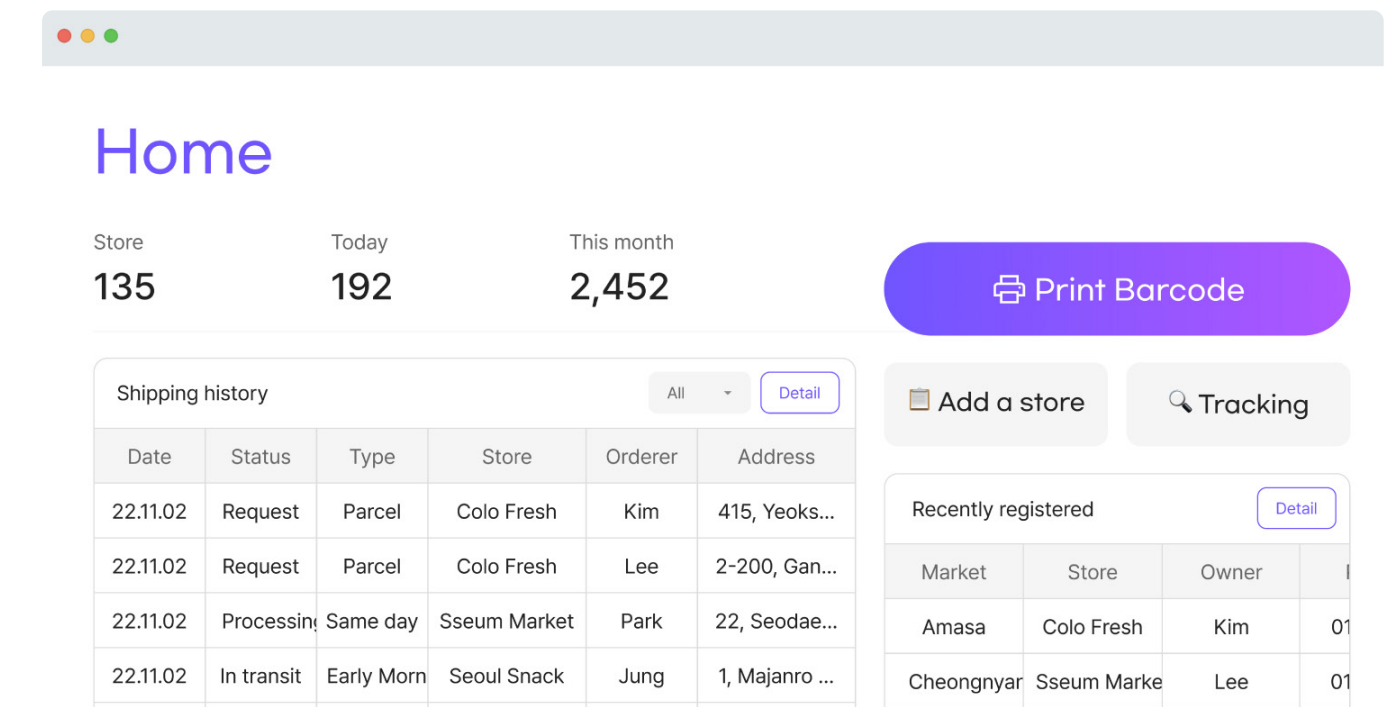 Home
Store Today This month
135 192 2,452
Print Barcode
Shipping history All Detail
Add a store Tracking
Date Status Type Store Orderer Address
22.11.02 Request Parcel Colo Fresh Kim 415, Yeoks...
22.11.02 Request Parcel Colo Fresh Lee 2-200, Gan...
22.11.02 Processing Same day Sseum Market Park 22, Seodae...
22.11.02 In transit Early Morn Seoul Snack Jung 1, Majanro ...
Recently registered Detail
Market Store Owner
Amasa Colo Fresh Kim 01
Cheongnyar Sseum Marke Lee 01